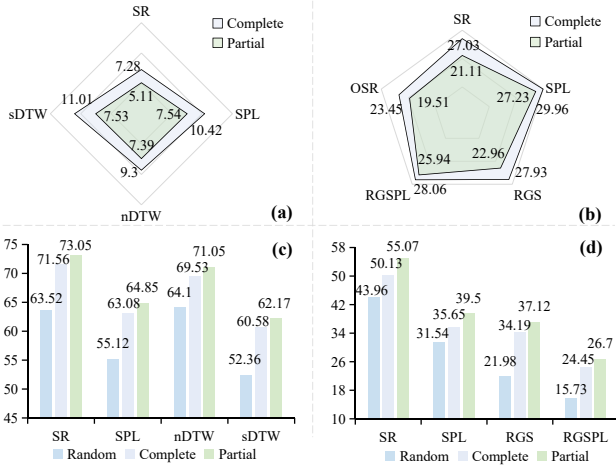 SR
Complete
Partial
7.28
11.01
5.11
sDTW
SPL
7.53
7.54
10.42
7.39
9.3
nDTW
(a)
SR
Complete
Partial
27.03
21.11
OSR
SPL
27.23
23.45
19.51
29.96
25.94
22.96
27.93
RGSPL
28.06
RGS
(b)
75
70
65
60
55
50
45
63.52
71.56
73.05
55.12
63.08
64.85
64.1
69.53
71.05
52.36
60.58
62.17
(c)
SR
SPL
nDTW
sDTW
Random
Complete
Partial
58
50
42
34
26
18
10
43.96
50.13
55.07
31.54
35.65
39.5
21.98
34.19
37.12
15.73
24.45
26.7
(d)
SR
SPL
RGS
RGSPL
Random
Complete
Partial